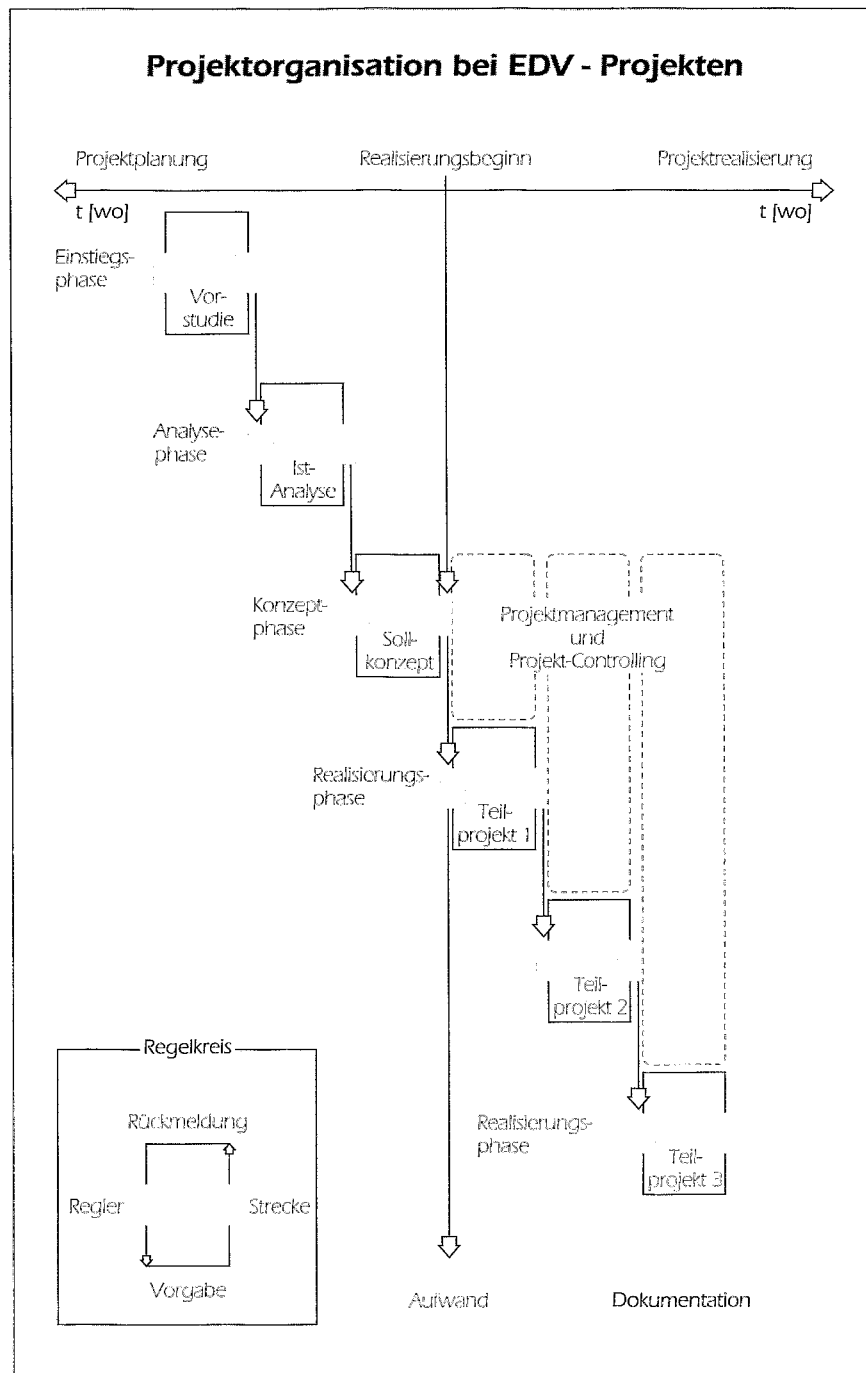 Projektorganisation bei EDV - Projekten
Projektplanung
Realisierungsbeginn
Projektrealisierung
t [wo]
t [wo]
Einstiegs-
phase
Vor-
studie
Analyse-
phase
Ist-
Analyse
Konzept-
phase
Soll-
konzept
Projektmanagement
und
Projekt-Controlling
Realisierungs-
phase
Teil-
projekt 1
Teil-
projekt 2
Realisierungs-
phase
Teil-
projekt 3
Regelkreis
Rückmeldung
Regler
Strecke
Vorgabe
Aufwand
Dokumentation